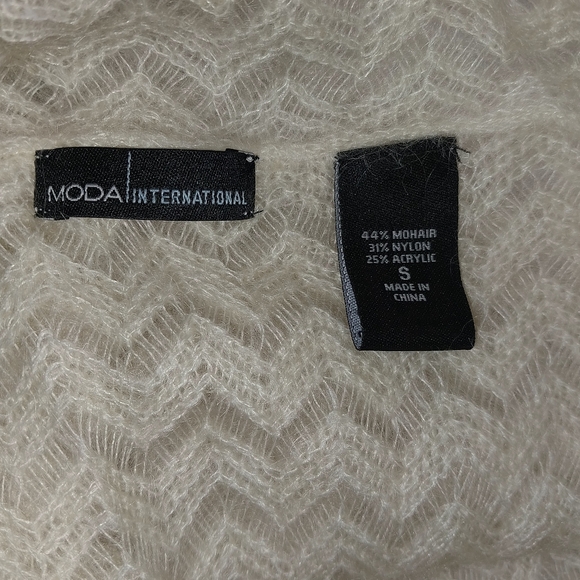 MODA INTERNATIONAL
44% MOHAIR
31% NYLON
25% ACRYLIC
S
MADE IN
CHINA